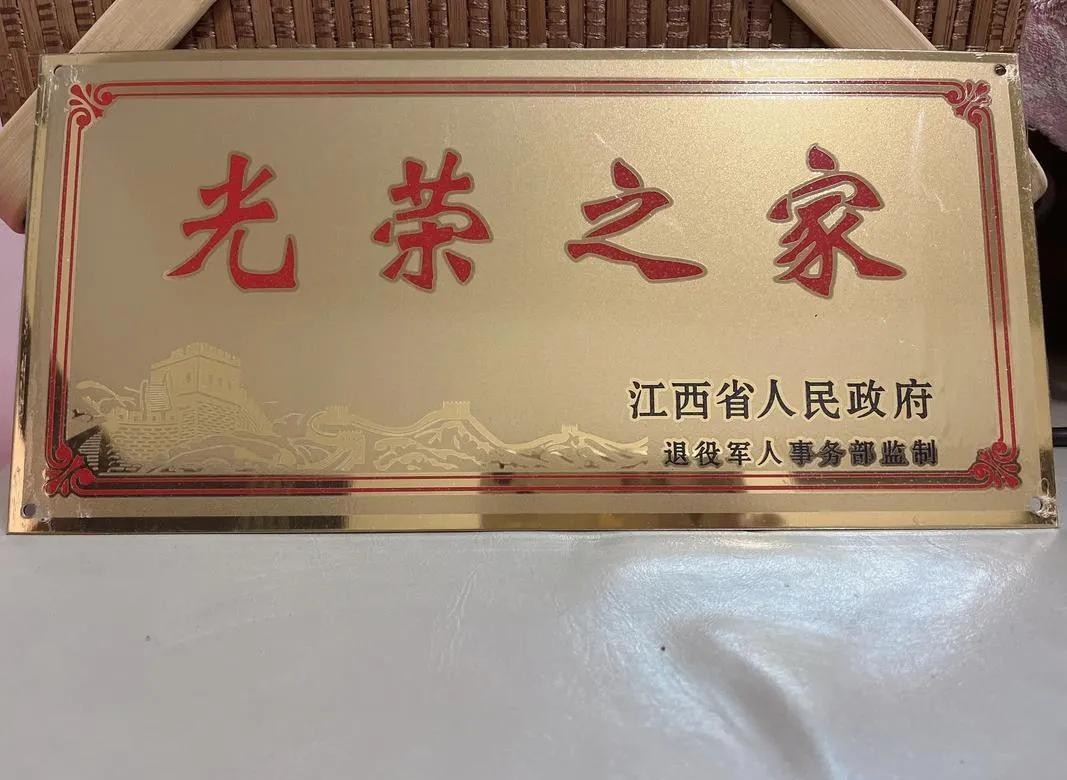 光荣之家
江西省人民政府
退役军人事务部监制